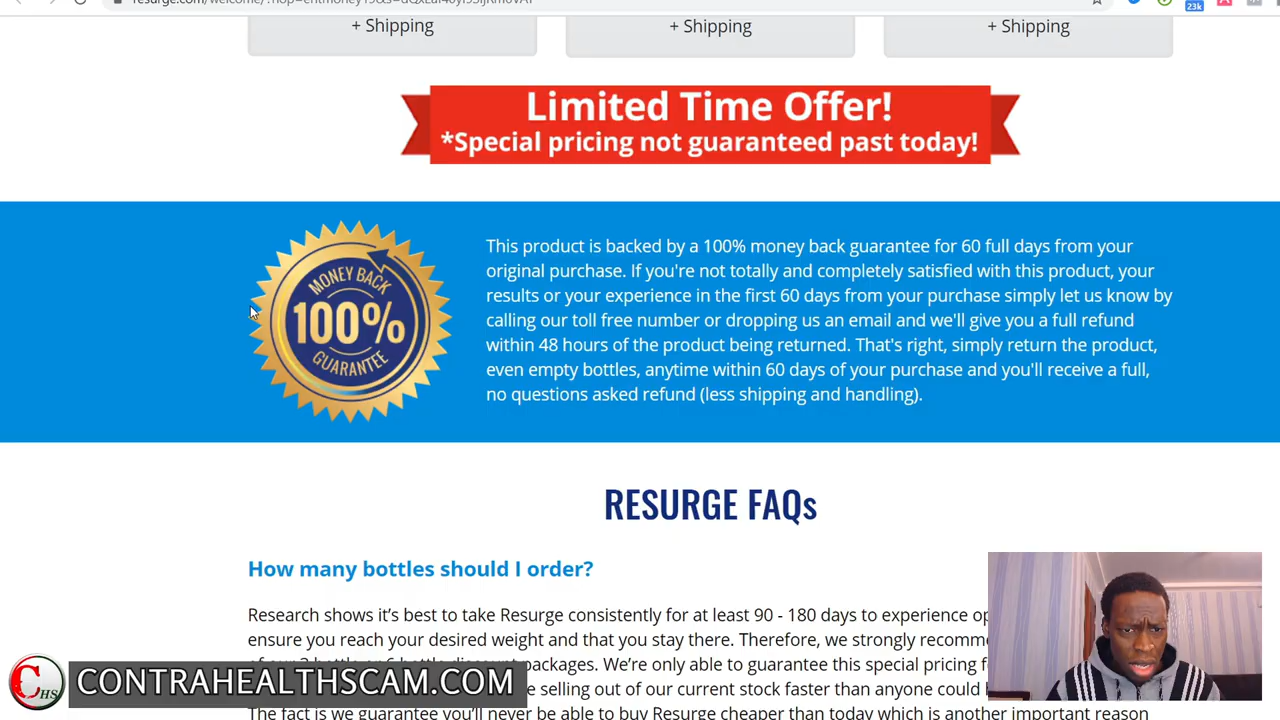 + Shipping
+ Shipping
+ Shipping
23k
Limited Time Offer!
*Special pricing not guaranteed past today!
MONEY BACK
100%
GUARANTEE
This product is backed by a 100% money back guarantee for 60 full days from your
original purchase. If you're not totally and completely satisfied with this product, your
results or your experience in the first 60 days from your purchase simply let us know by
calling our toll free number or dropping us an email and we'll give you a full refund
within 48 hours of the product being returned. That's right, simply return the product,
even empty bottles, anytime within 60 days of your purchase and you'll receive a full,
no questions asked refund (less shipping and handling).
RESURGE FAQs
How many bottles should I order?
Research shows it's best to take Resurge consistently for at least 90 - 180 days to experience
ensure you reach your desired weight and that you stay there. Therefore, we strongly
packages. We're only able to guarantee this special pricing
selling out of our current stock faster than anyone could
The fact is we guarantee you'll never be able to buy Resurge cheaper than today which is another important reason
CHS
CONTRAHEALTHSCAM.COM